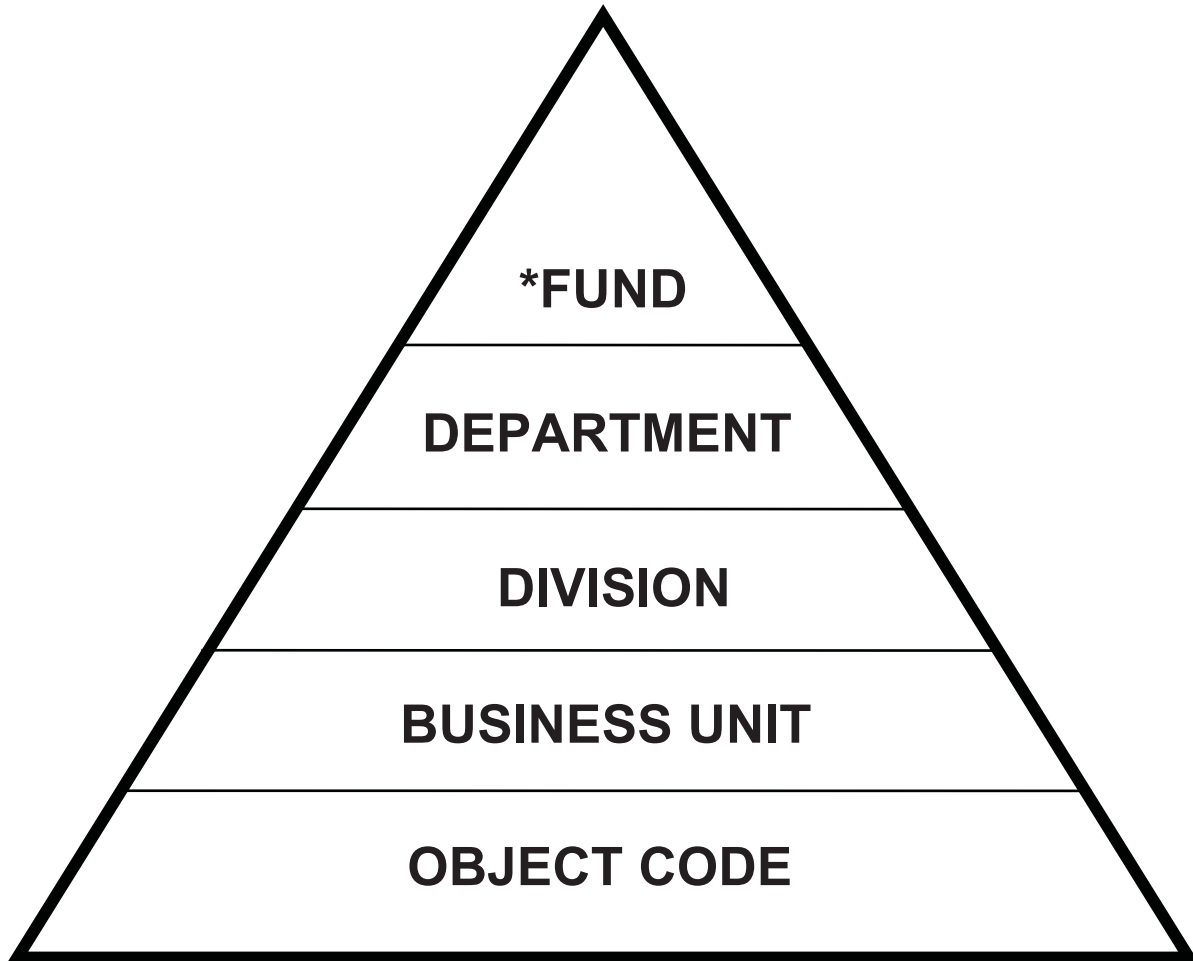 *FUND
DEPARTMENT
DIVISION
BUSINESS UNIT
OBJECT CODE